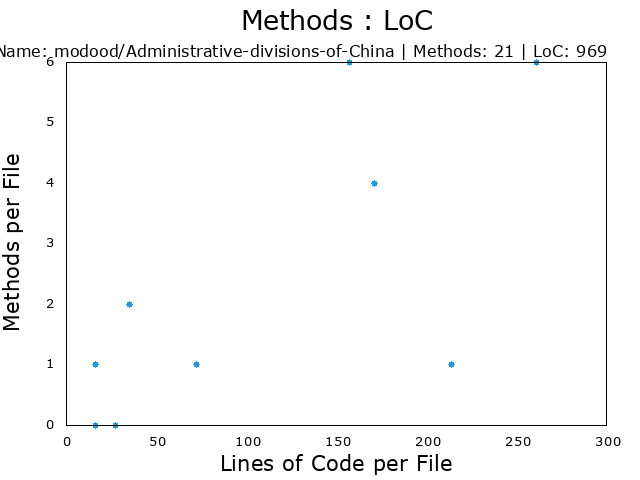 Methods : LoC
Name: modood/Administrative-divisions-of-China | Methods: 21 | LoC: 969
Methods per File
6
5
4
3
2
1
0
0 50 100 150 200 250 300
Lines of Code per File